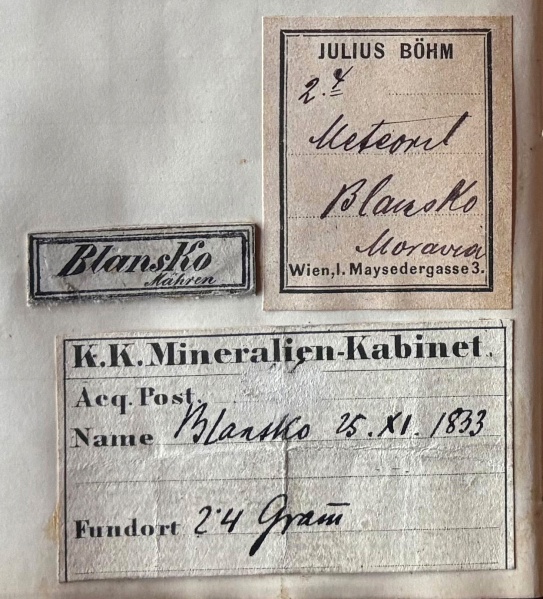 JULIUS BÖHM
2.4
Meteorit
Blansko
Moravia
Wien, I. Maysedergasse 3.
Blansko
Mähren
K.K. Mineralien-Kabinet.
Acq. Post.
Name Blansko 25. XI. 1833
Fundort 2·4 Gram̄